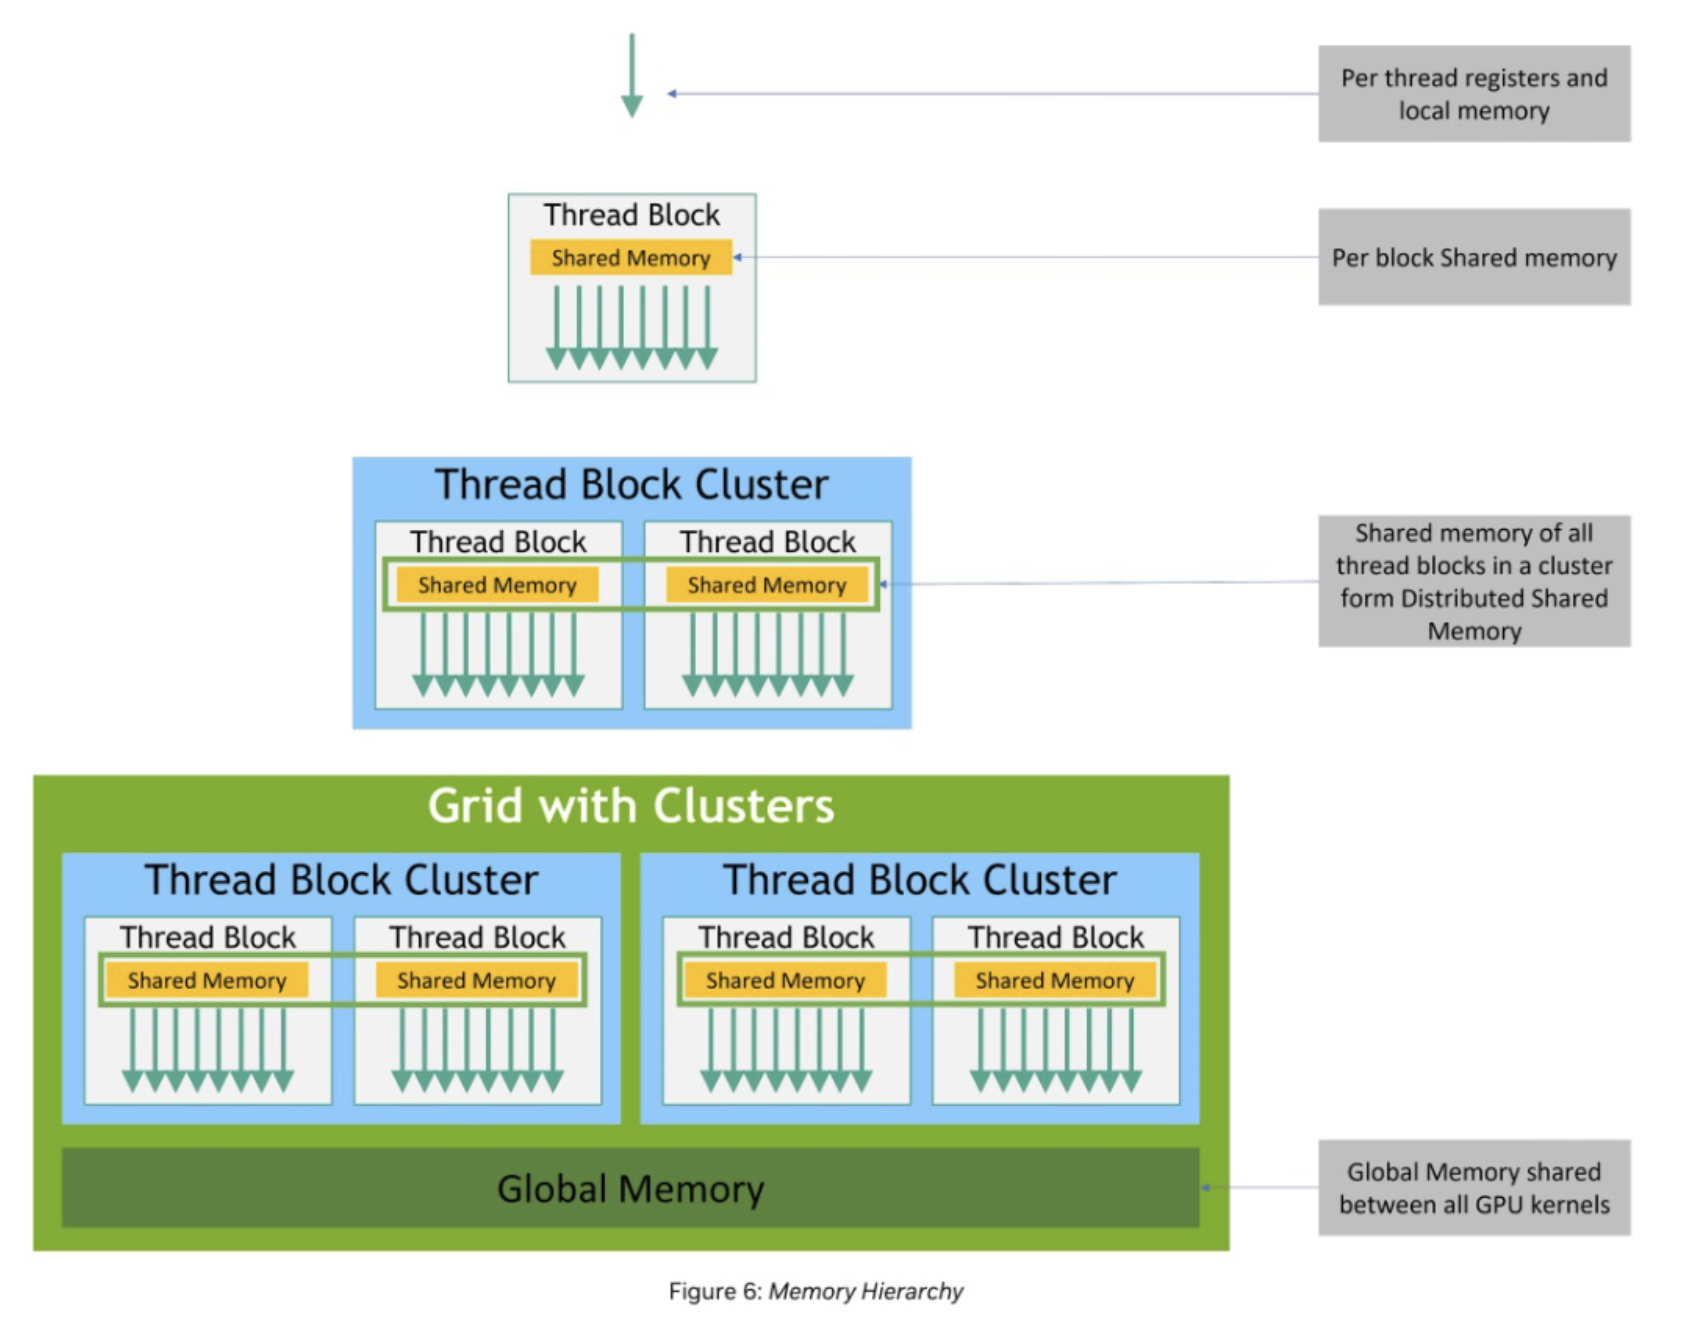 Per thread registers and
local memory
Thread Block
Shared Memory
Per block Shared memory
Thread Block Cluster
Thread Block
Thread Block
Shared Memory
Shared Memory
Shared memory of all
thread blocks in a cluster
form Distributed Shared
Memory
Grid with Clusters
Thread Block Cluster
Thread Block Cluster
Thread Block
Thread Block
Thread Block
Thread Block
Shared Memory
Shared Memory
Shared Memory
Shared Memory
Global Memory
Global Memory shared
between all GPU kernels
Figure 6: Memory Hierarchy